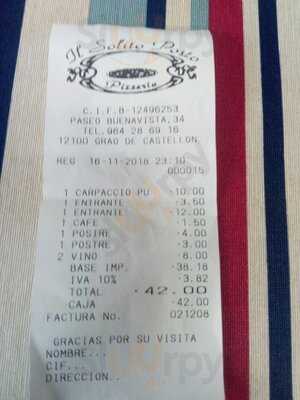 Il Solito Posto
Pizzeria
C.I.F.B-12496253
PASEO BUENAVISTA,34
TEL.964 28 69 16
12100 GRAO DE CASTELLON
REG 16-11-2018 23:10
000015
1 CARPACCIO PU ·10.00
1 ENTRANTE ·3.50
1 ENTRANTE ·12.00
1 CAFE ·1.50
1 POSTRE ·4.00
1 POSTRE ·3.00
2 VINO ·8.00
BASE IMP. ·38.18
IVA 10% ·3.82
TOTAL ·42.00
CAJA ·42.00
FACTURA No. 021208
GRACIAS POR SU VISITA
NOMBRE...
CIF...
DIRECCION..